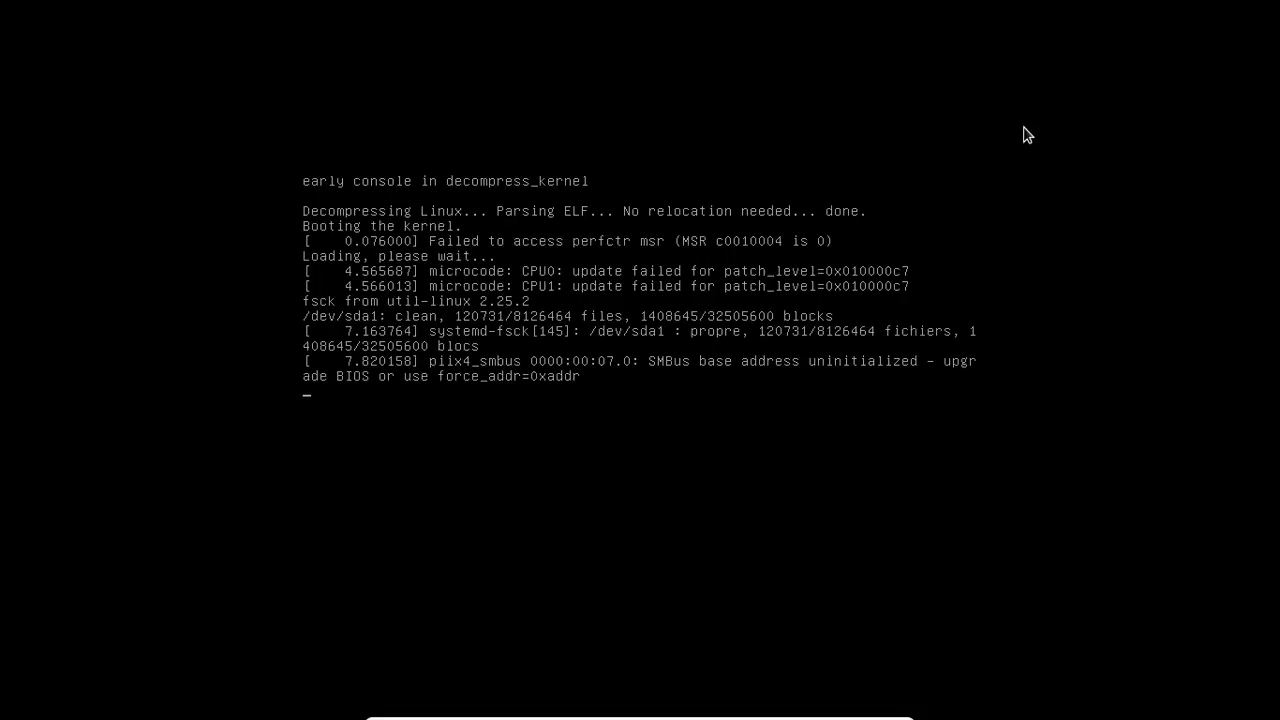 early console in decompress_kernel
Decompressing Linux... Parsing ELF... No relocation needed... done.
Booting the kernel.
[    0.076000] Failed to access perfctr msr (MSR c0010004 is 0)
Loading, please wait...
[    4.565687] microcode: CPU0: update failed for patch_level=0x010000c7
[    4.566013] microcode: CPU1: update failed for patch_level=0x010000c7
fsck from util-linux 2.25.2
/dev/sda1: clean, 120731/8126464 files, 1408645/32505600 blocks
[    7.163764] systemd-fsck[145]: /dev/sda1 : propre, 120731/8126464 fichiers, 1
408645/32505600 blocs
[    7.820158] piix4_smbus 0000:00:07.0: SMBus base address uninitialized - upgr
ade BIOS or use force_addr=0xaddr